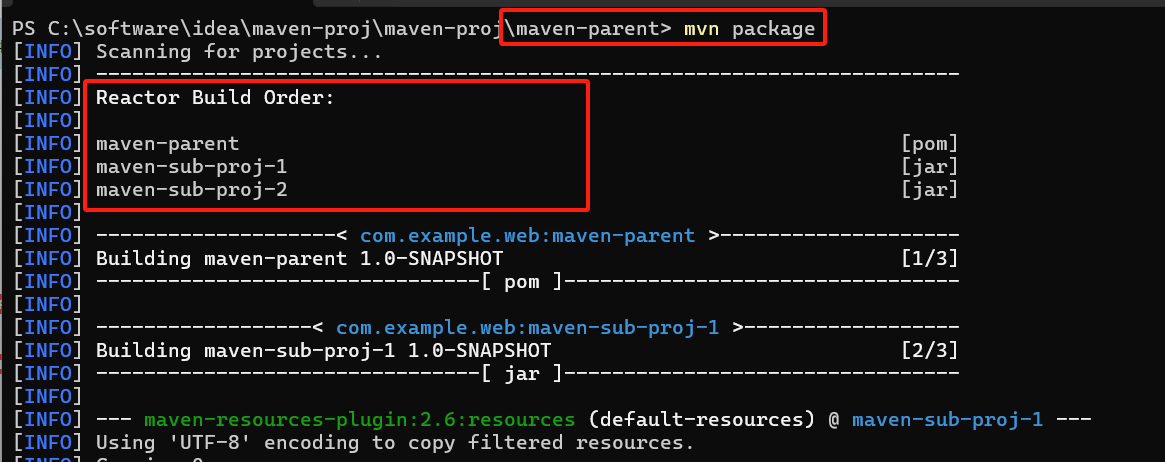 PS C:\software\idea\maven-proj\maven-proj\maven-parent> mvn package
[INFO] Scanning for projects...
[INFO] ------------------------------------------------------------------------
[INFO] Reactor Build Order:
[INFO]
[INFO] maven-parent [pom]
[INFO] maven-sub-proj-1 [jar]
[INFO] maven-sub-proj-2 [jar]
[INFO]
[INFO] --------------------< com.example.web:maven-parent >--------------------
[INFO] Building maven-parent 1.0-SNAPSHOT [1/3]
[INFO] --------------------------------[ pom ]---------------------------------
[INFO]
[INFO] ------------------< com.example.web:maven-sub-proj-1 >------------------
[INFO] Building maven-sub-proj-1 1.0-SNAPSHOT [2/3]
[INFO] --------------------------------[ jar ]---------------------------------
[INFO]
[INFO] --- maven-resources-plugin:2.6:resources (default-resources) @ maven-sub-proj-1 ---
[INFO] Using 'UTF-8' encoding to copy filtered resources.